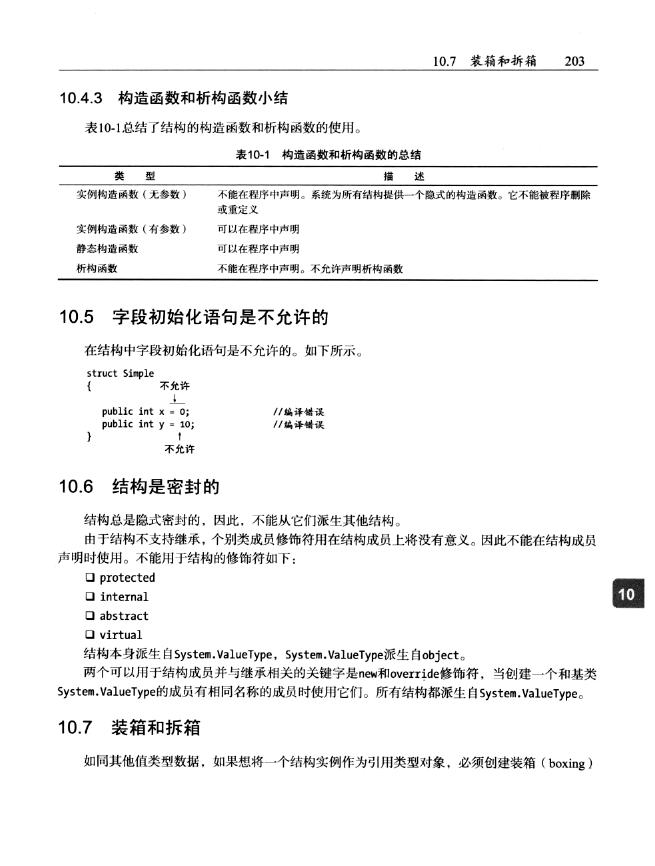 10.7 装箱和拆箱 203
10.4.3 构造函数和析构函数小结
表10-1总结了结构的构造函数和析构函数的使用。
表10-1 构造函数和析构函数的总结
类 型 描 述
实例构造函数（无参数） 不能在程序中声明。系统为所有结构提供一个隐式的构造函数。它不能被程序删除
或重定义
实例构造函数（有参数） 可以在程序中声明
静态构造函数 可以在程序中声明
析构函数 不能在程序中声明。不允许声明析构函数
10.5 字段初始化语句是不允许的
在结构中字段初始化语句是不允许的。如下所示。
struct Simple
{ 不允许
↓
public int x = 0; //编译错误
public int y = 10; //编译错误
} ↑
不允许
10.6 结构是密封的
结构总是隐式密封的，因此，不能从它们派生其他结构。
由于结构不支持继承，个别类成员修饰符用在结构成员上将没有意义。因此不能在结构成员
声明时使用。不能用于结构的修饰符如下：
❑ protected
❑ internal
❑ abstract
❑ virtual
10
结构本身派生自System.ValueType，System.ValueType派生自object。
两个可以用于结构成员并与继承相关的关键字是new和override修饰符，当创建一个和基类
System.ValueType的成员有相同名称的成员时使用它们。所有结构都派生自System.ValueType。
10.7 装箱和拆箱
如同其他值类型数据，如果想将一个结构实例作为引用类型对象，必须创建装箱（boxing）